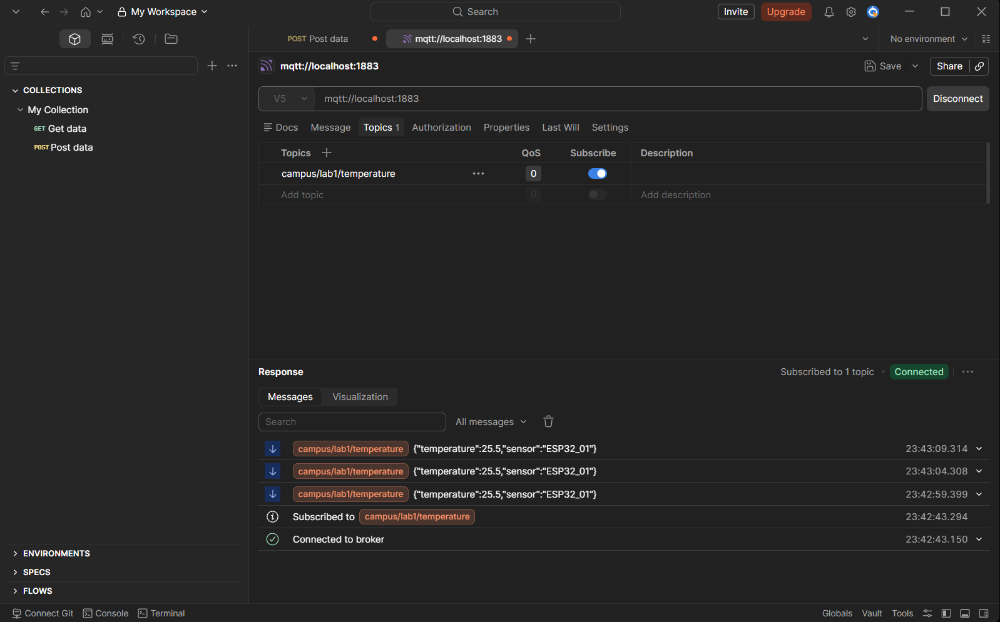 My Workspace
Search
Invite
Upgrade
POST Post data
mqtt://localhost:1883
No environment
COLLECTIONS
My Collection
GET Get data
POST Post data
mqtt://localhost:1883
Save
Share
V5
mqtt://localhost:1883
Disconnect
Docs Message Topics 1 Authorization Properties Last Will Settings
Topics QoS Subscribe Description
campus/lab1/temperature 0
Add topic 0 Add description
Response
Subscribed to 1 topic
Connected
Messages Visualization
Search
All messages
campus/lab1/temperature {"temperature":25.5,"sensor":"ESP32_01"} 23:43:09.314
campus/lab1/temperature {"temperature":25.5,"sensor":"ESP32_01"} 23:43:04.308
campus/lab1/temperature {"temperature":25.5,"sensor":"ESP32_01"} 23:42:59.399
Subscribed to campus/lab1/temperature 23:42:43.294
Connected to broker 23:42:43.150
ENVIRONMENTS
SPECS
FLOWS
Connect Git Console Terminal
Globals Vault Tools